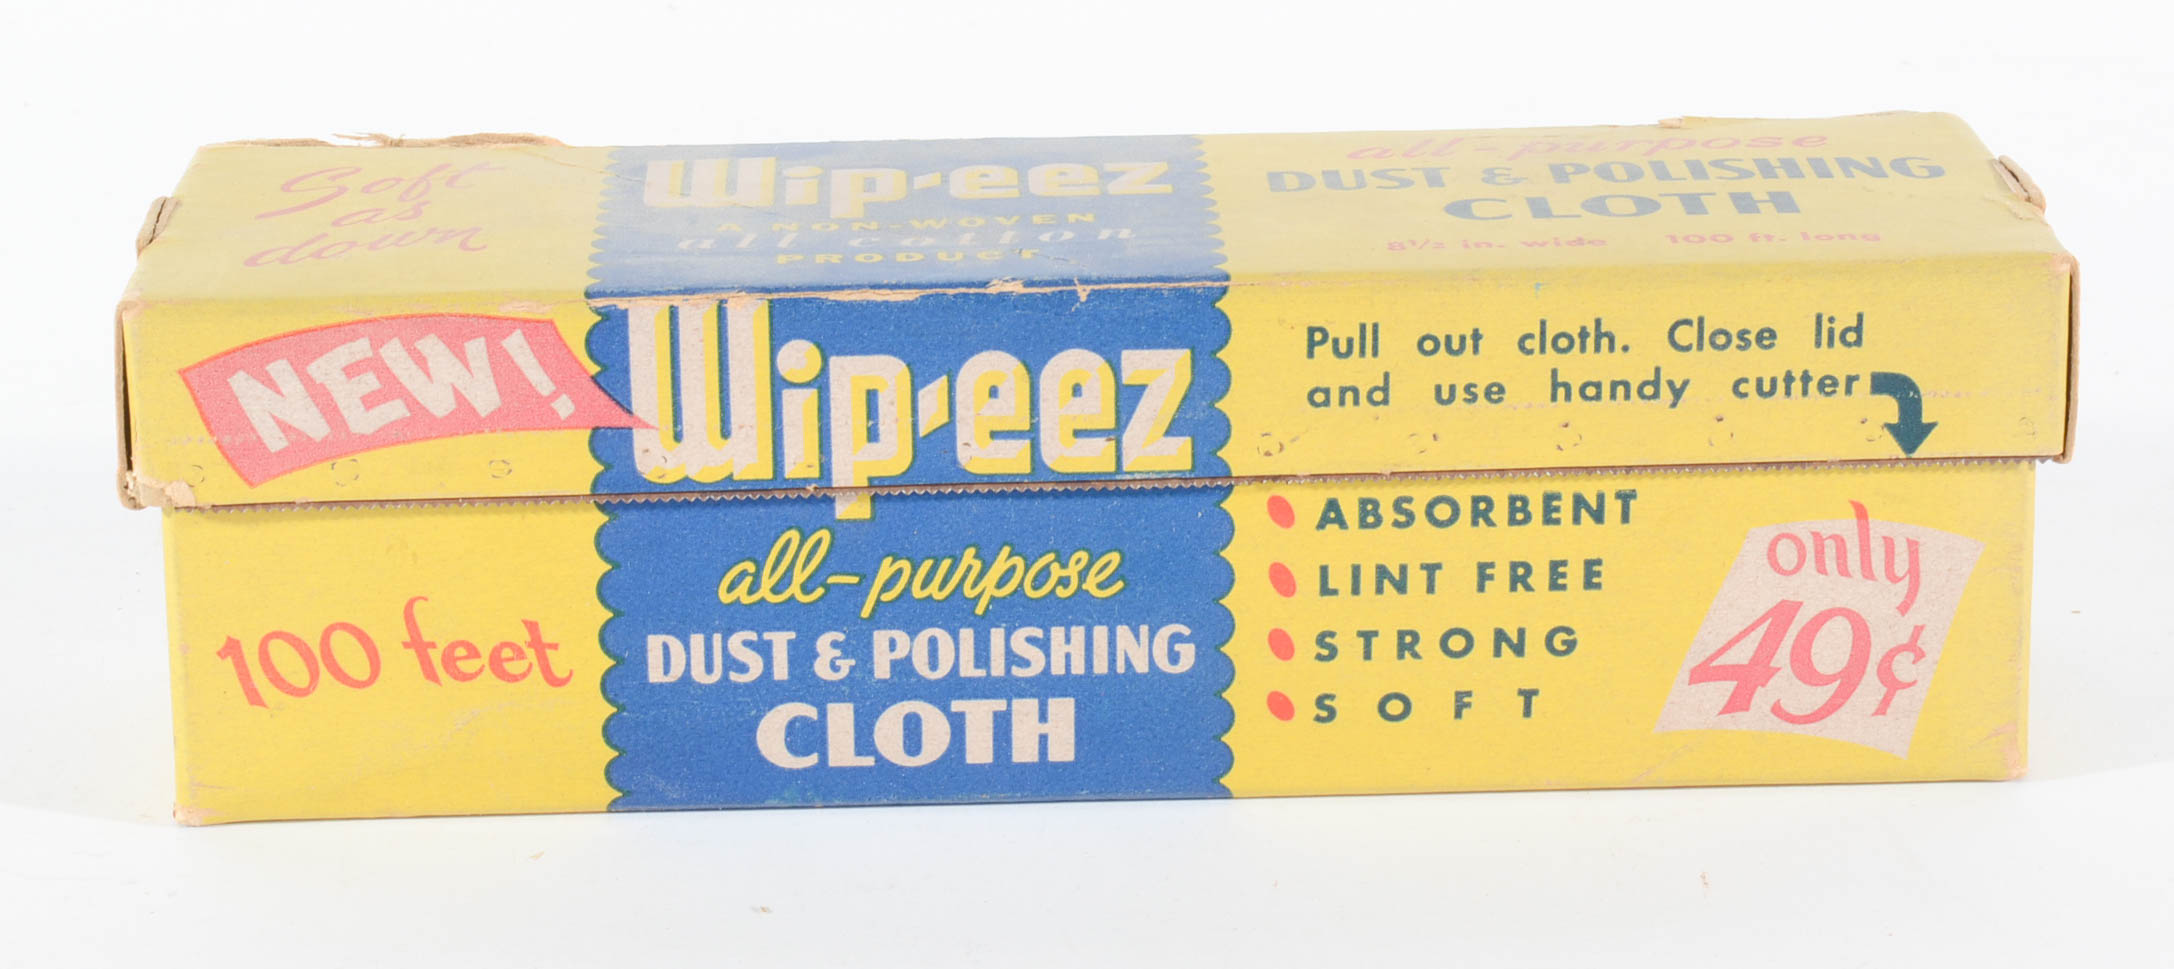 Soft
as
down
Wip-eez
A NON-WOVEN
all cotton
PRODUCT
all-purpose
DUST & POLISHING
CLOTH
8 1/2 in. wide 100 ft. long
NEW!
Wip-eez
Pull out cloth. Close lid
and use handy cutter
100 feet
all-purpose
DUST & POLISHING
CLOTH
ABSORBENT
LINT FREE
STRONG
SOFT
only
49¢